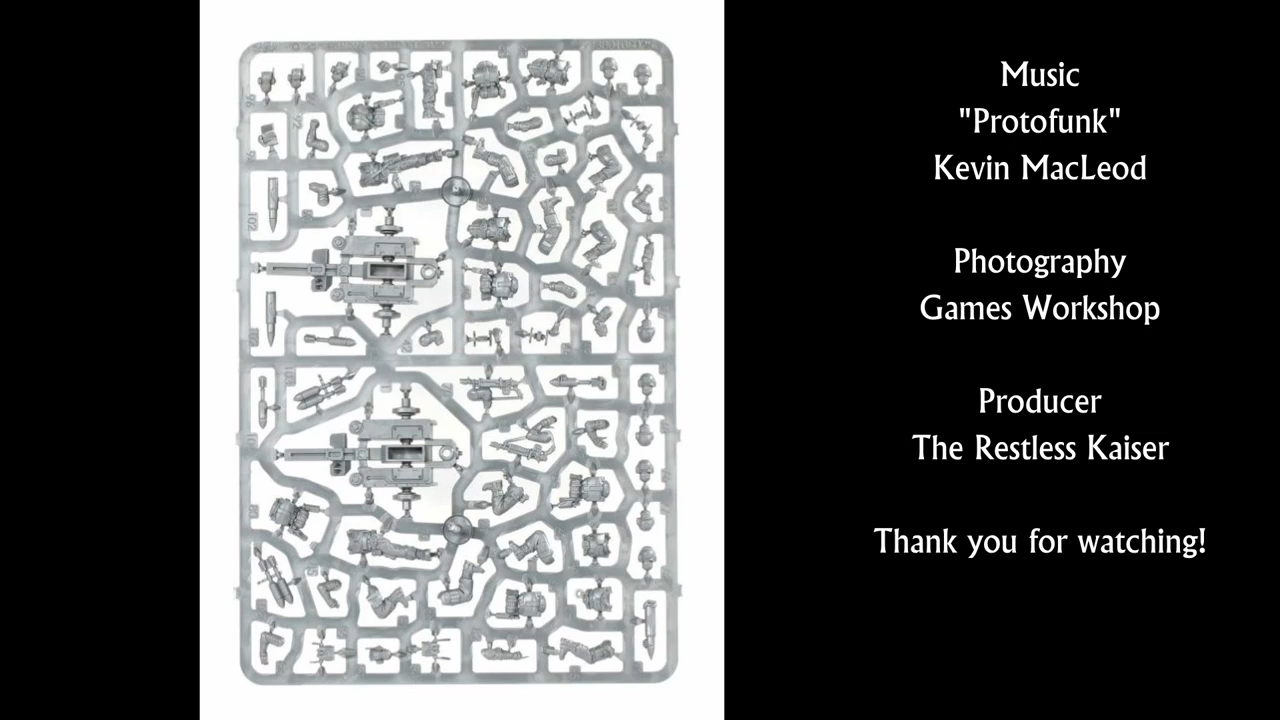 Music
"Protofunk"
Kevin MacLeod
Photography
Games Workshop
Producer
The Restless Kaiser
Thank you for watching!